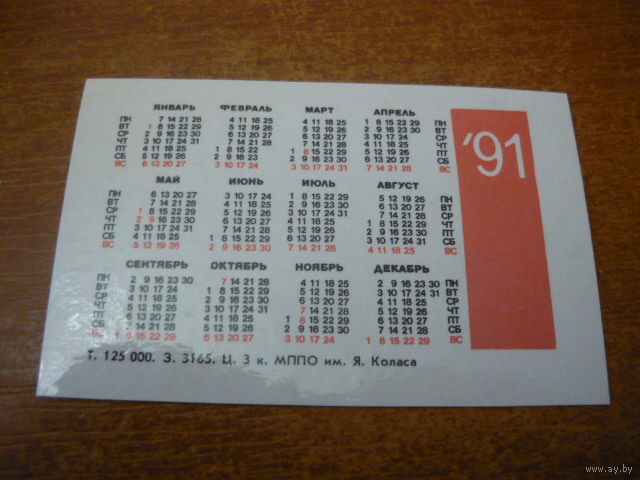 ЯНВАРЬ ФЕВРАЛЬ МАРТ АПРЕЛЬ
ПН 7 14 21 28 4 11 18 25 4 11 18 25 1 8 15 22 29 ПН
ВТ 1 8 15 22 29 5 12 19 26 5 12 19 26 2 9 16 23 30 ВТ
СР 2 9 16 23 30 6 13 20 27 6 13 20 27 3 10 17 24 СР
ЧТ 3 10 17 24 31 7 14 21 28 7 14 21 28 4 11 18 25 ЧТ
ПТ 4 11 18 25 1 8 15 22 1 8 15 22 29 5 12 19 26 ПТ
СБ 5 12 19 26 2 9 16 23 2 9 16 23 30 6 13 20 27 СБ
ВС 6 13 20 27 3 10 17 24 3 10 17 24 31 7 14 21 28 ВС
'91
МАЙ ИЮНЬ ИЮЛЬ АВГУСТ
ПН 6 13 20 27 3 10 17 24 1 8 15 22 29 5 12 19 26 ПН
ВТ 7 14 21 28 4 11 18 25 2 9 16 23 30 6 13 20 27 ВТ
СР 1 8 15 22 29 5 12 19 26 3 10 17 24 31 7 14 21 28 СР
ЧТ 2 9 16 23 30 6 13 20 27 4 11 18 25 1 8 15 22 29 ЧТ
ПТ 3 10 17 24 31 7 14 21 28 5 12 19 26 2 9 16 23 30 ПТ
СБ 4 11 18 25 1 8 15 22 29 6 13 20 27 3 10 17 24 31 СБ
ВС 5 12 19 26 2 9 16 23 30 7 14 21 28 4 11 18 25 ВС
СЕНТЯБРЬ ОКТЯБРЬ НОЯБРЬ ДЕКАБРЬ
ПН 2 9 16 23 30 7 14 21 28 4 11 18 25 2 9 16 23 30 ПН
ВТ 3 10 17 24 1 8 15 22 29 5 12 19 26 3 10 17 24 31 ВТ
СР 4 11 18 25 2 9 16 23 30 6 13 20 27 4 11 18 25 СР
ЧТ 5 12 19 26 3 10 17 24 31 7 14 21 28 5 12 19 26 ЧТ
ПТ 6 13 20 27 4 11 18 25 1 8 15 22 29 6 13 20 27 ПТ
СБ 7 14 21 28 5 12 19 26 2 9 16 23 30 7 14 21 28 СБ
ВС 1 8 15 22 29 6 13 20 27 3 10 17 24 1 8 15 22 29 ВС
Т. 125 000. З. 3165. Ц. 3 к. МППО им. Я. Коласа
www.ay.by